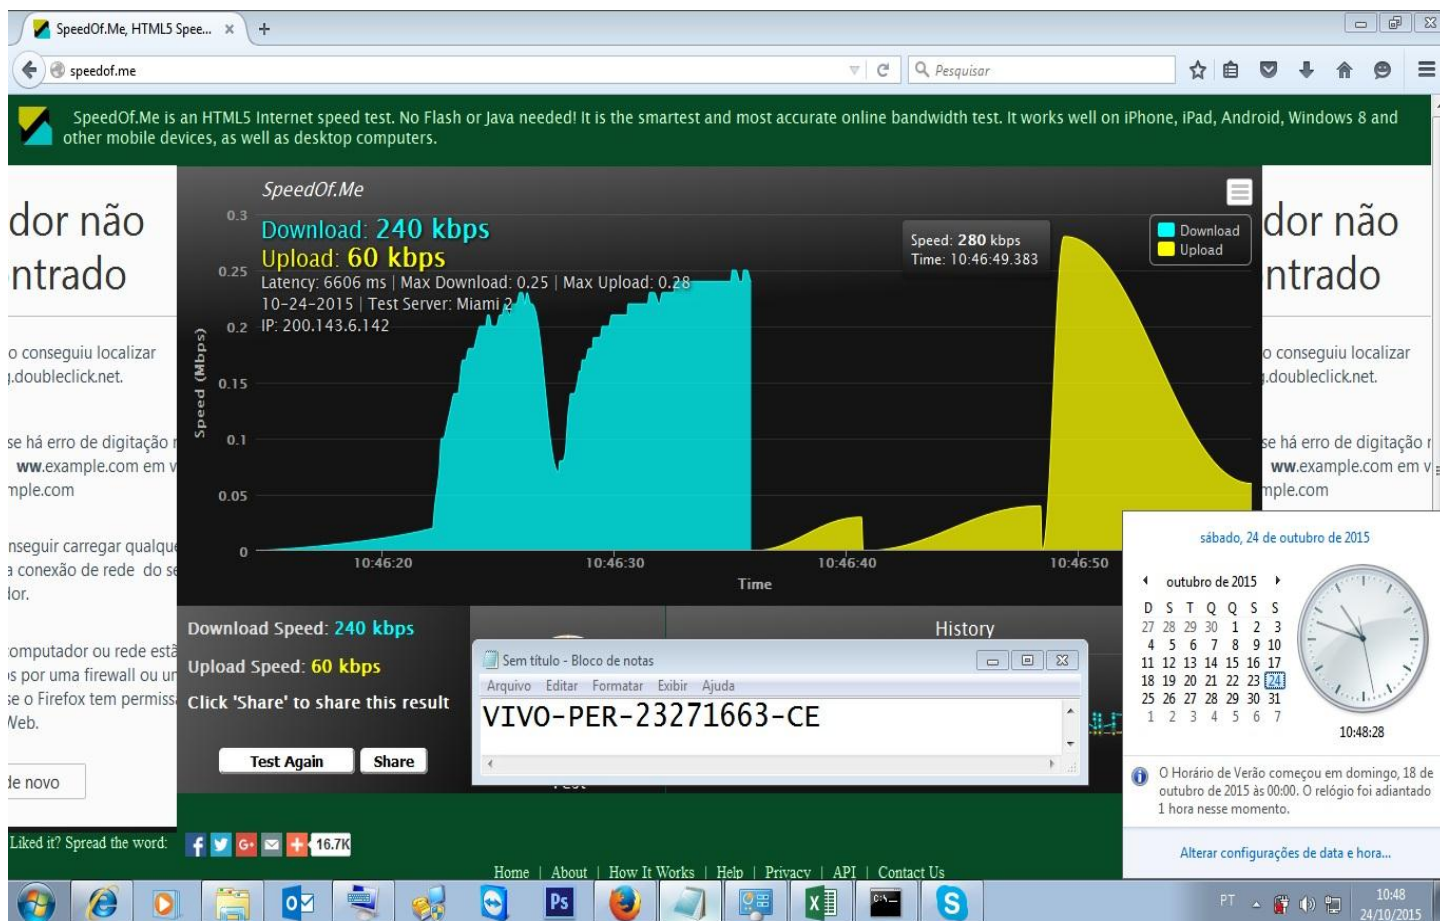 SpeedOf.Me, HTML5 Spee...
speedof.me
Pesquisar
SpeedOf.Me is an HTML5 Internet speed test. No Flash or Java needed! It is the smartest and most accurate online bandwidth test. It works well on iPhone, iPad, Android, Windows 8 and
other mobile devices, as well as desktop computers.
dor não
ntrado
o conseguiu localizar
g.doubleclick.net.
se há erro de digitação
ww.example.com em v
mple.com
nseguir carregar qualque
a conexão de rede do se
dor.
computador ou rede estã
os por uma firewall ou un
se o Firefox tem permiss
Web.
de novo
SpeedOf.Me
Download: 240 kbps
Upload: 60 kbps
Latency: 6606 ms | Max Download: 0.25 | Max Upload: 0.28
10-24-2015 | Test Server: Miami 2
IP: 200.143.6.142
Speed: 280 kbps
Time: 10:46:49.383
Download
Upload
Speed (Mbps)
0.3
0.25
0.2
0.15
0.1
0.05
0
10:46:20
10:46:30
10:46:40
10:46:50
Time
dor não
ntrado
o conseguiu localizar
g.doubleclick.net.
se há erro de digitação
ww.example.com em v
mple.com
Download Speed: 240 kbps
Upload Speed: 60 kbps
Click 'Share' to share this result
Test Again
Share
History
Sem título - Bloco de notas
Arquivo Editar Formatar Exibir Ajuda
VIVO-PER-23271663-CE
sábado, 24 de outubro de 2015
outubro de 2015
D S T Q Q S S
27 28 29 30 1 2 3
4 5 6 7 8 9 10
11 12 13 14 15 16 17
18 19 20 21 22 23 24
25 26 27 28 29 30 31
1 2 3 4 5 6 7
10:48:28
O Horário de Verão começou em domingo, 18 de
outubro de 2015 às 00:00. O relógio foi adiantado
1 hora nesse momento.
Alterar configurações de data e hora...
Liked it? Spread the word:
16.7K
Home | About | How It Works | Help | Privacy | API | Contact Us
Ps
PT
10:48
24/10/2015